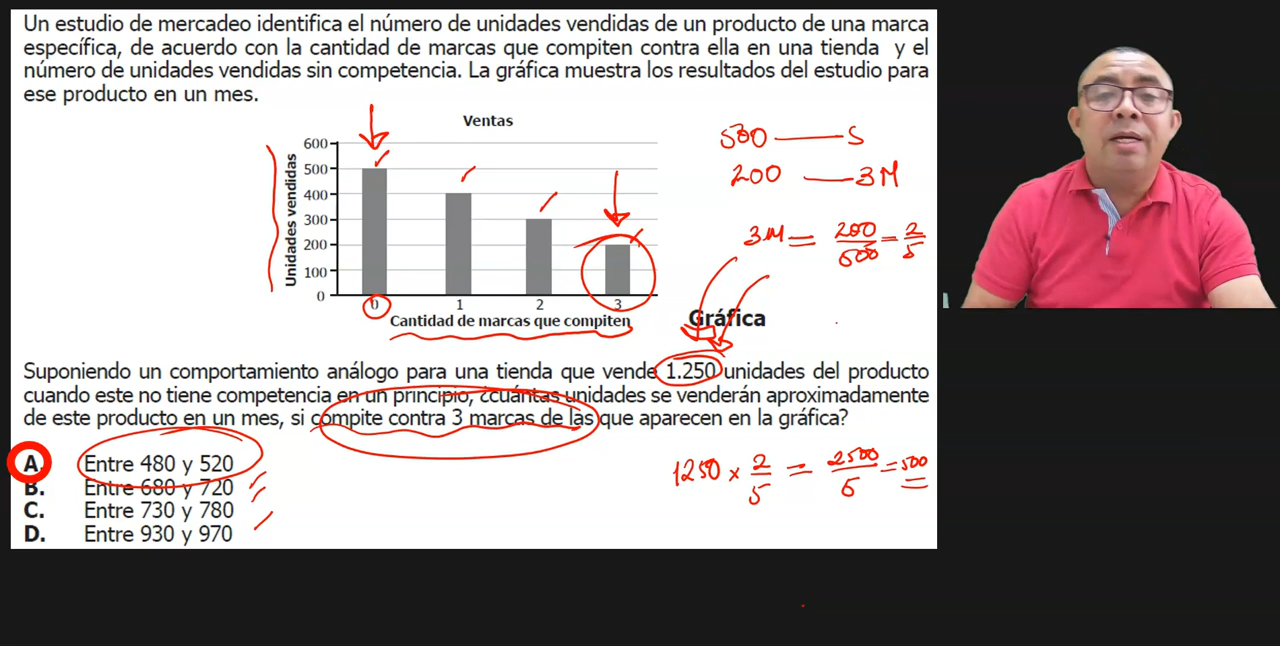 Un estudio de mercadeo identifica el número de unidades vendidas de un producto de una marca
específica, de acuerdo con la cantidad de marcas que compiten contra ella en una tienda y el
número de unidades vendidas sin competencia. La gráfica muestra los resultados del estudio para
ese producto en un mes.
Ventas
Unidades vendidas
600
500
400
300
200
100
0
0 1 2 3
Cantidad de marcas que compiten
Gráfica
500 — S
200 — 3M
3M = 200/500 = 2/5
Suponiendo un comportamiento análogo para una tienda que vende 1.250 unidades del producto
cuando este no tiene competencia en un principio, ¿cuántas unidades se venderán aproximadamente
de este producto en un mes, si compite contra 3 marcas de las que aparecen en la gráfica?
A. Entre 480 y 520
B. Entre 680 y 720
C. Entre 730 y 780
D. Entre 930 y 970
1250 × 2/5 = 2500/5 = 500